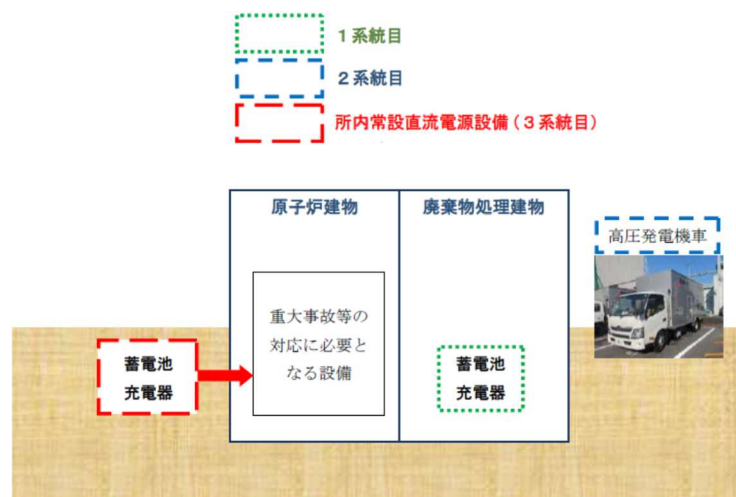 1系統目
2系統目
所内常設直流電源設備(3系統目)
原子炉建物
廃棄物処理建物
高圧発電機車
重大事故等の
対応に必要と
なる設備
蓄電池
充電器
蓄電池
充電器